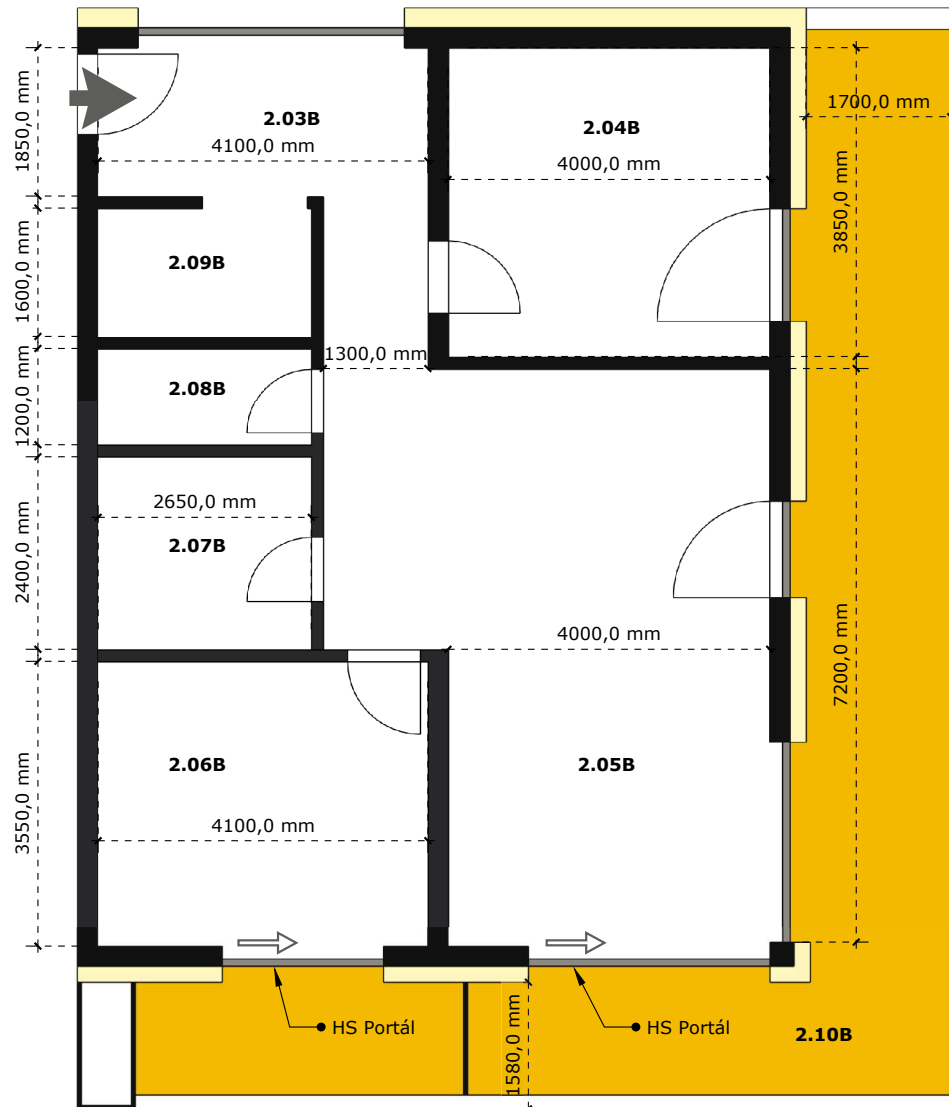 1700,0 mm
2.03B
2.04B
4100,0 mm
1850,0 mm
4000,0 mm
3850,0 mm
2.09B
1600,0 mm
1300,0 mm
2.08B
1200,0 mm
2650,0 mm
2.07B
2400,0 mm
4000,0 mm
7200,0 mm
2.06B
2.05B
4100,0 mm
3550,0 mm
HS Portál
HS Portál
2.10B
1580,0 mm